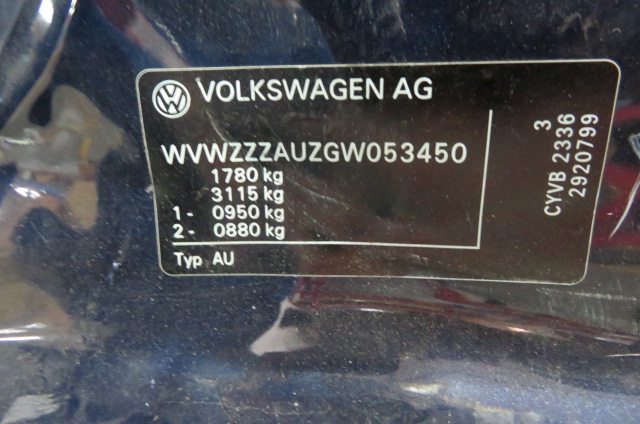 VOLKSWAGEN AG
WVWZZZAUZGW053450
1780 kg
3115 kg
1- 0950 kg
2- 0880 kg
Typ AU
3
CYVB 2336
2920799